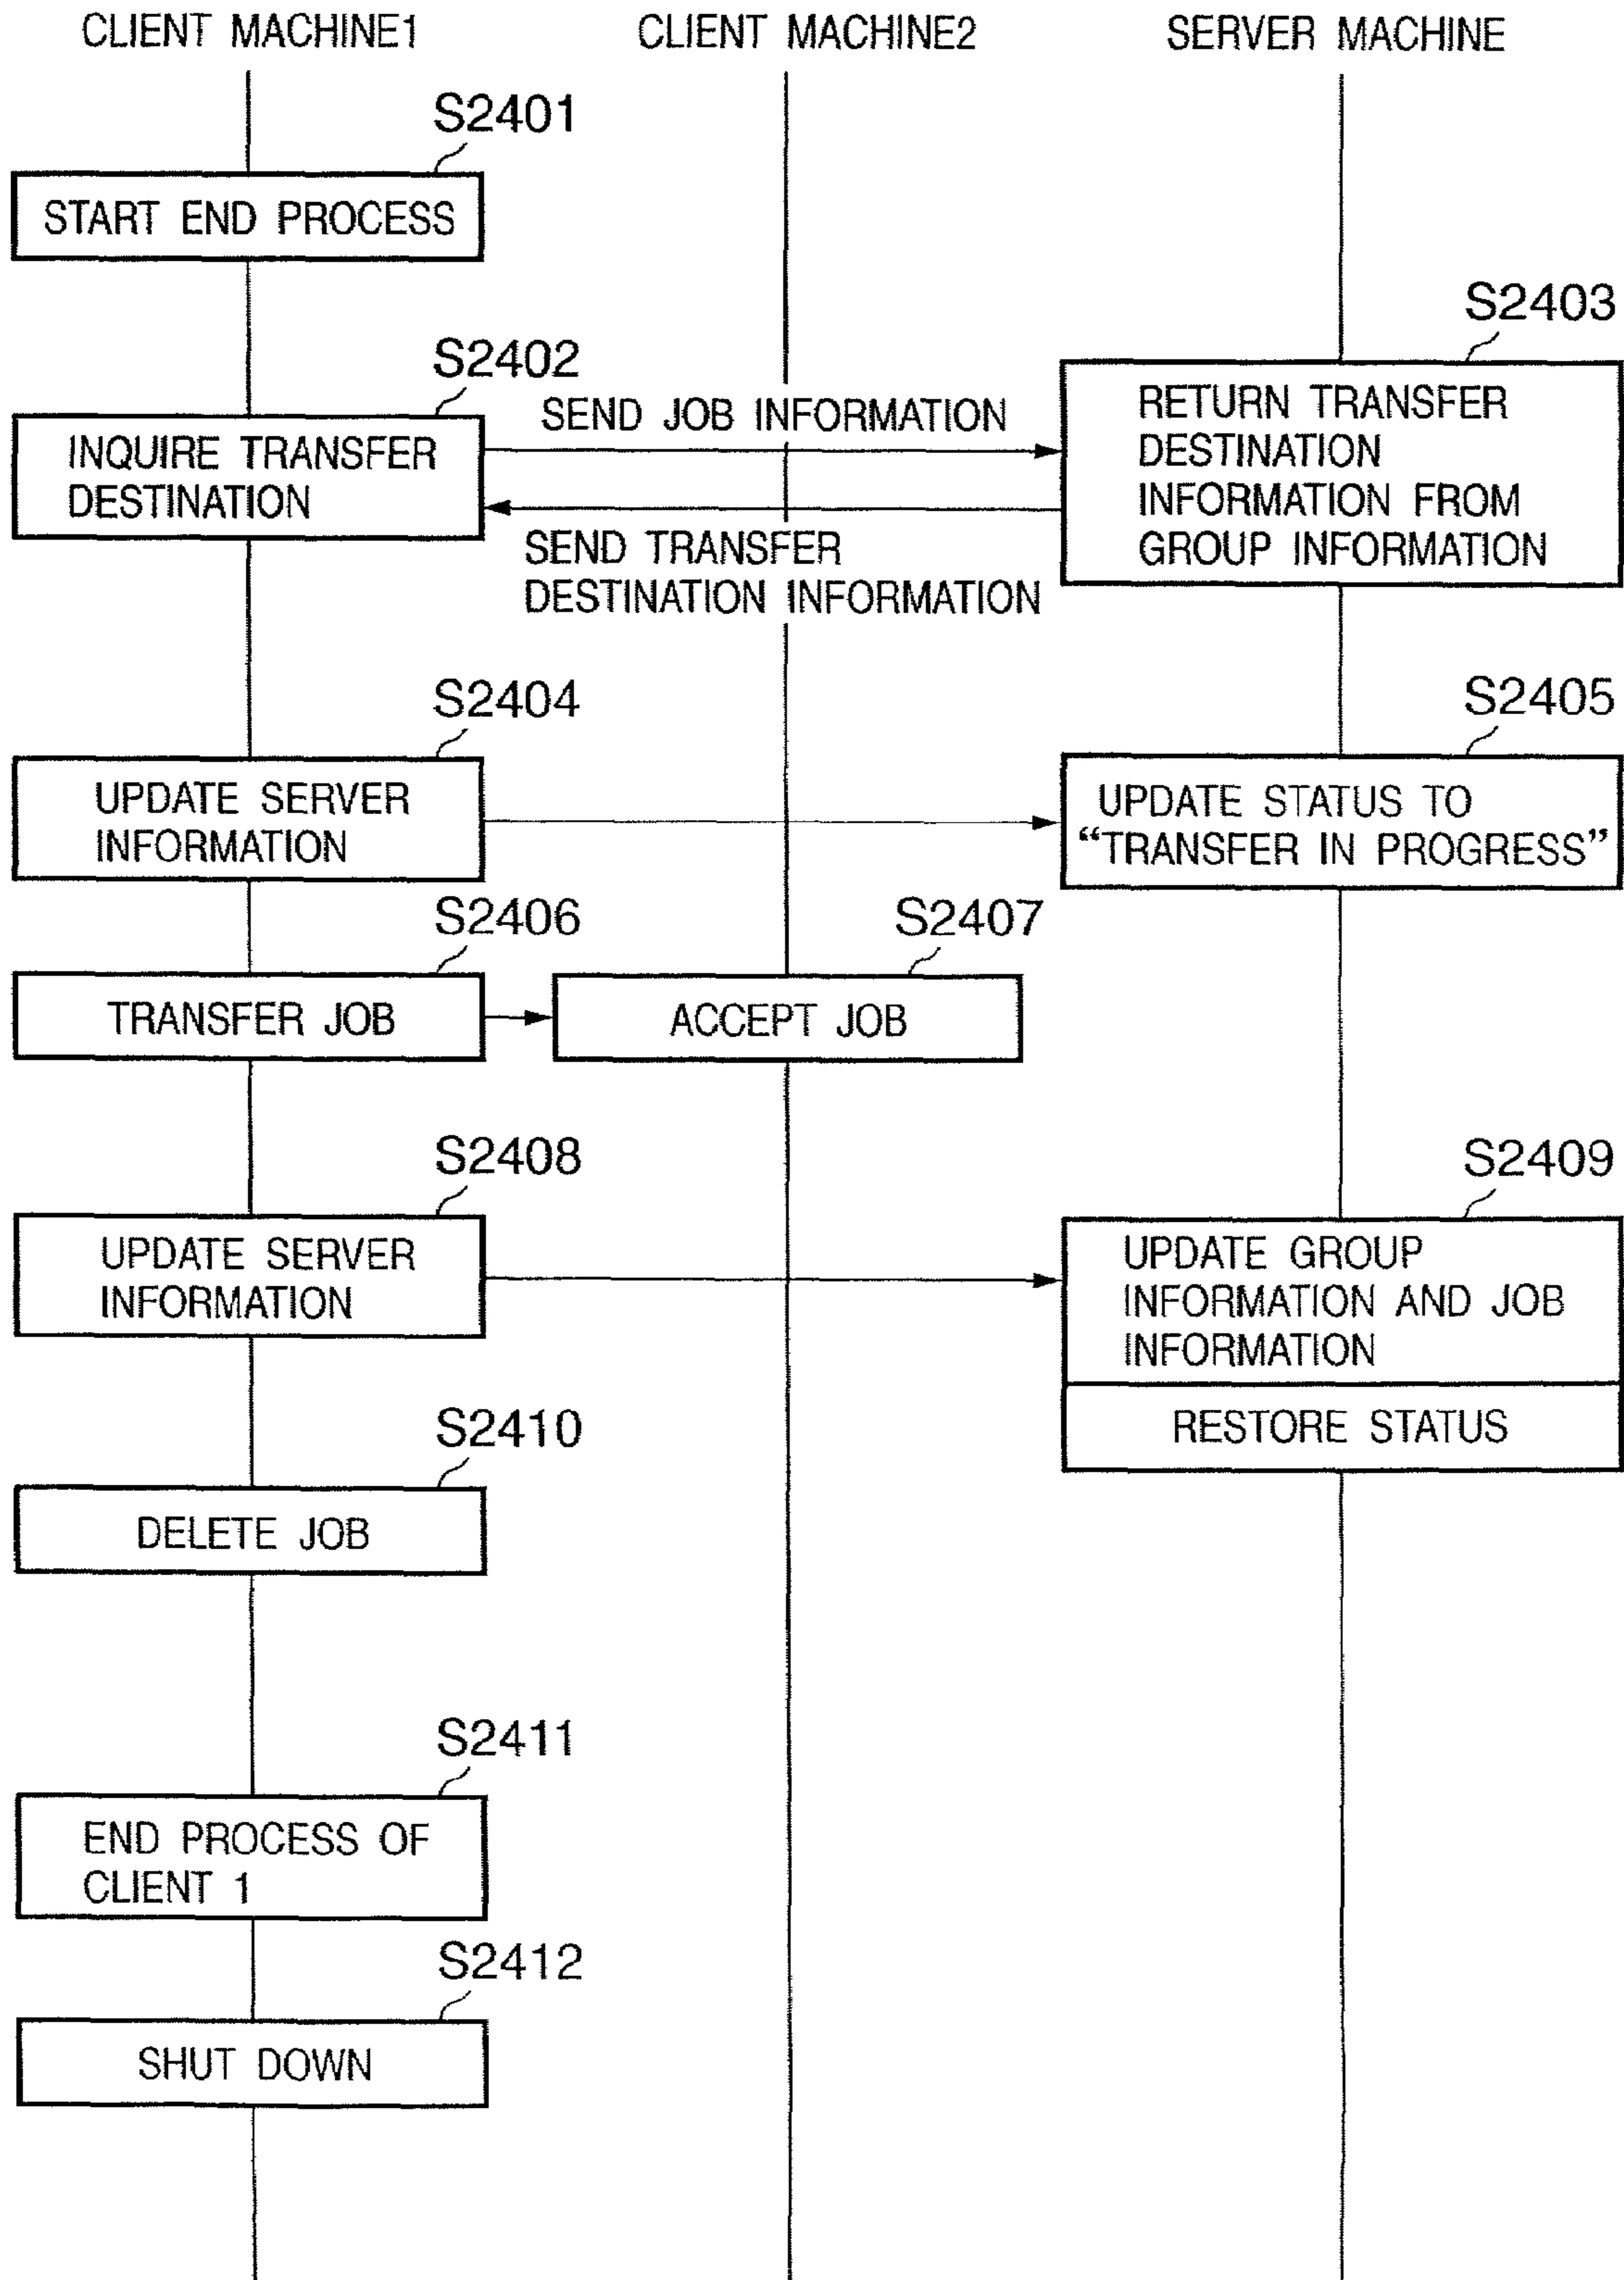 CLIENT MACHINE1
CLIENT MACHINE2
SERVER MACHINE
S2401
START END PROCESS
S2403
S2402
RETURN TRANSFER
DESTINATION
INFORMATION FROM
GROUP INFORMATION
SEND JOB INFORMATION
INQUIRE TRANSFER
DESTINATION
SEND TRANSFER
DESTINATION INFORMATION
S2404
S2405
UPDATE SERVER
INFORMATION
UPDATE STATUS TO
“TRANSFER IN PROGRESS”
S2406
S2407
TRANSFER JOB
ACCEPT JOB
S2408
S2409
UPDATE SERVER
INFORMATION
UPDATE GROUP
INFORMATION AND JOB
INFORMATION
RESTORE STATUS
S2410
DELETE JOB
S2411
END PROCESS OF
CLIENT 1
S2412
SHUT DOWN